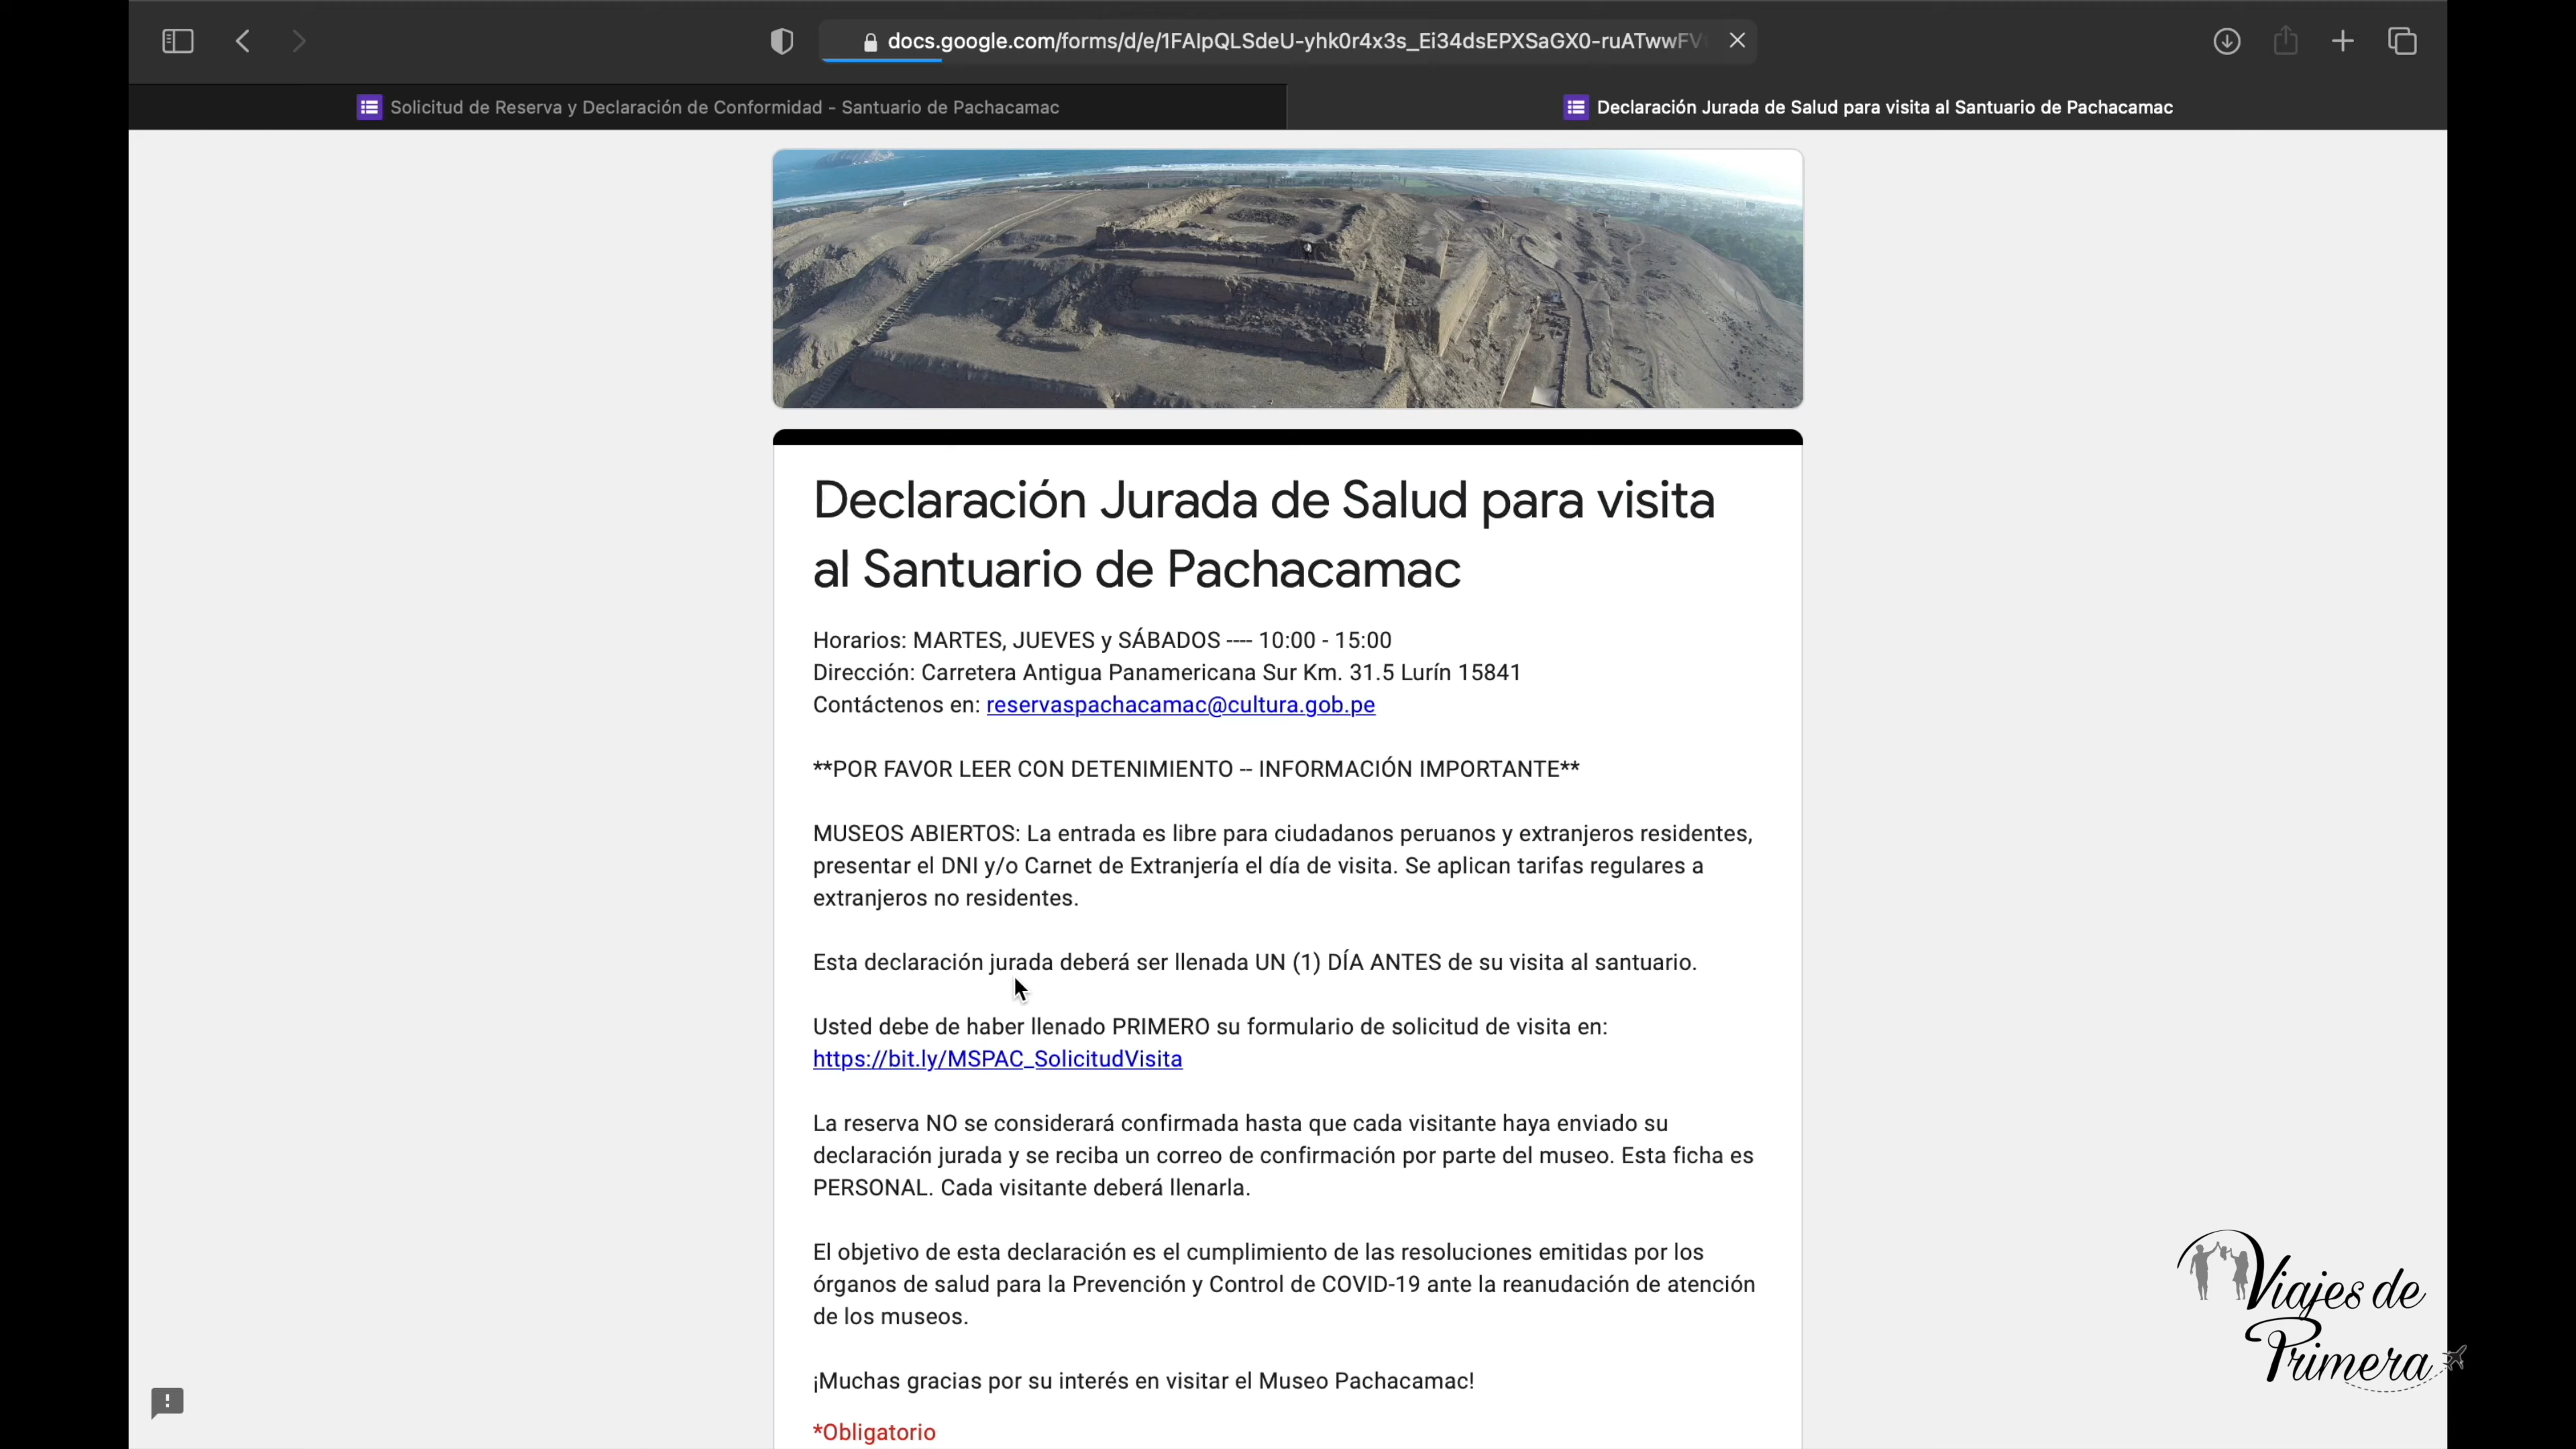 docs.google.com/forms/d/e/1FAIpQLSdeU-yhk0r4x3s_Ei34dsEPXSaGX0-ruATwwFV
Solicitud de Reserva y Declaración de Conformidad - Santuario de Pachacamac
Declaración Jurada de Salud para visita al Santuario de Pachacamac
Declaración Jurada de Salud para visita
al Santuario de Pachacamac
Horarios: MARTES, JUEVES y SÁBADOS ---- 10:00 - 15:00
Dirección: Carretera Antigua Panamericana Sur Km. 31.5 Lurín 15841
Contáctenos en: reservaspachacamac@cultura.gob.pe
**POR FAVOR LEER CON DETENIMIENTO -- INFORMACIÓN IMPORTANTE**
MUSEOS ABIERTOS: La entrada es libre para ciudadanos peruanos y extranjeros residentes,
presentar el DNI y/o Carnet de Extranjería el día de visita. Se aplican tarifas regulares a
extranjeros no residentes.
Esta declaración jurada deberá ser llenada UN (1) DÍA ANTES de su visita al santuario.
Usted debe de haber llenado PRIMERO su formulario de solicitud de visita en:
https://bit.ly/MSPAC_SolicitudVisita
La reserva NO se considerará confirmada hasta que cada visitante haya enviado su
declaración jurada y se reciba un correo de confirmación por parte del museo. Esta ficha es
PERSONAL. Cada visitante deberá llenarla.
El objetivo de esta declaración es el cumplimiento de las resoluciones emitidas por los
órganos de salud para la Prevención y Control de COVID-19 ante la reanudación de atención
de los museos.
¡Muchas gracias por su interés en visitar el Museo Pachacamac!
*Obligatorio
Viajes de
Primera